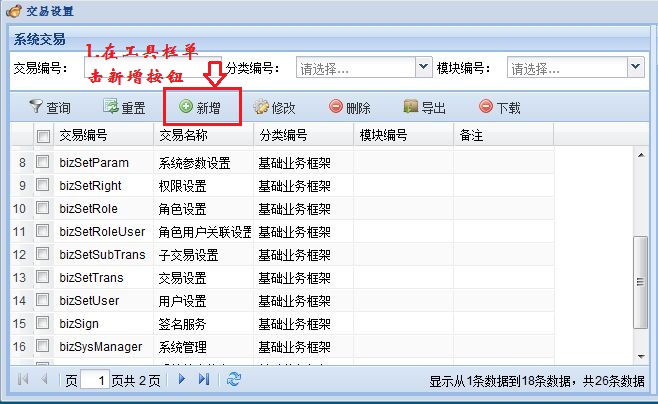 交易设置
系统交易
1.在工具栏单
击新增按钮
交易编号： 分类编号： 请选择... 模块编号： 请选择...
查询 重置 新增 修改 删除 导出 下载
交易编号 交易名称 分类编号 模块编号 备注
8 bizSetParam 系统参数设置 基础业务框架
9 bizSetRight 权限设置 基础业务框架
10 bizSetRole 角色设置 基础业务框架
11 bizSetRoleUser 角色用户关联设置 基础业务框架
12 bizSetSubTrans 子交易设置 基础业务框架
13 bizSetTrans 交易设置 基础业务框架
14 bizSetUser 用户设置 基础业务框架
15 bizSign 签名服务 基础业务框架
16 bizSysManager 系统管理 基础业务框架
页 1 页共 2 页 显示从1条数据到18条数据，共26条数据